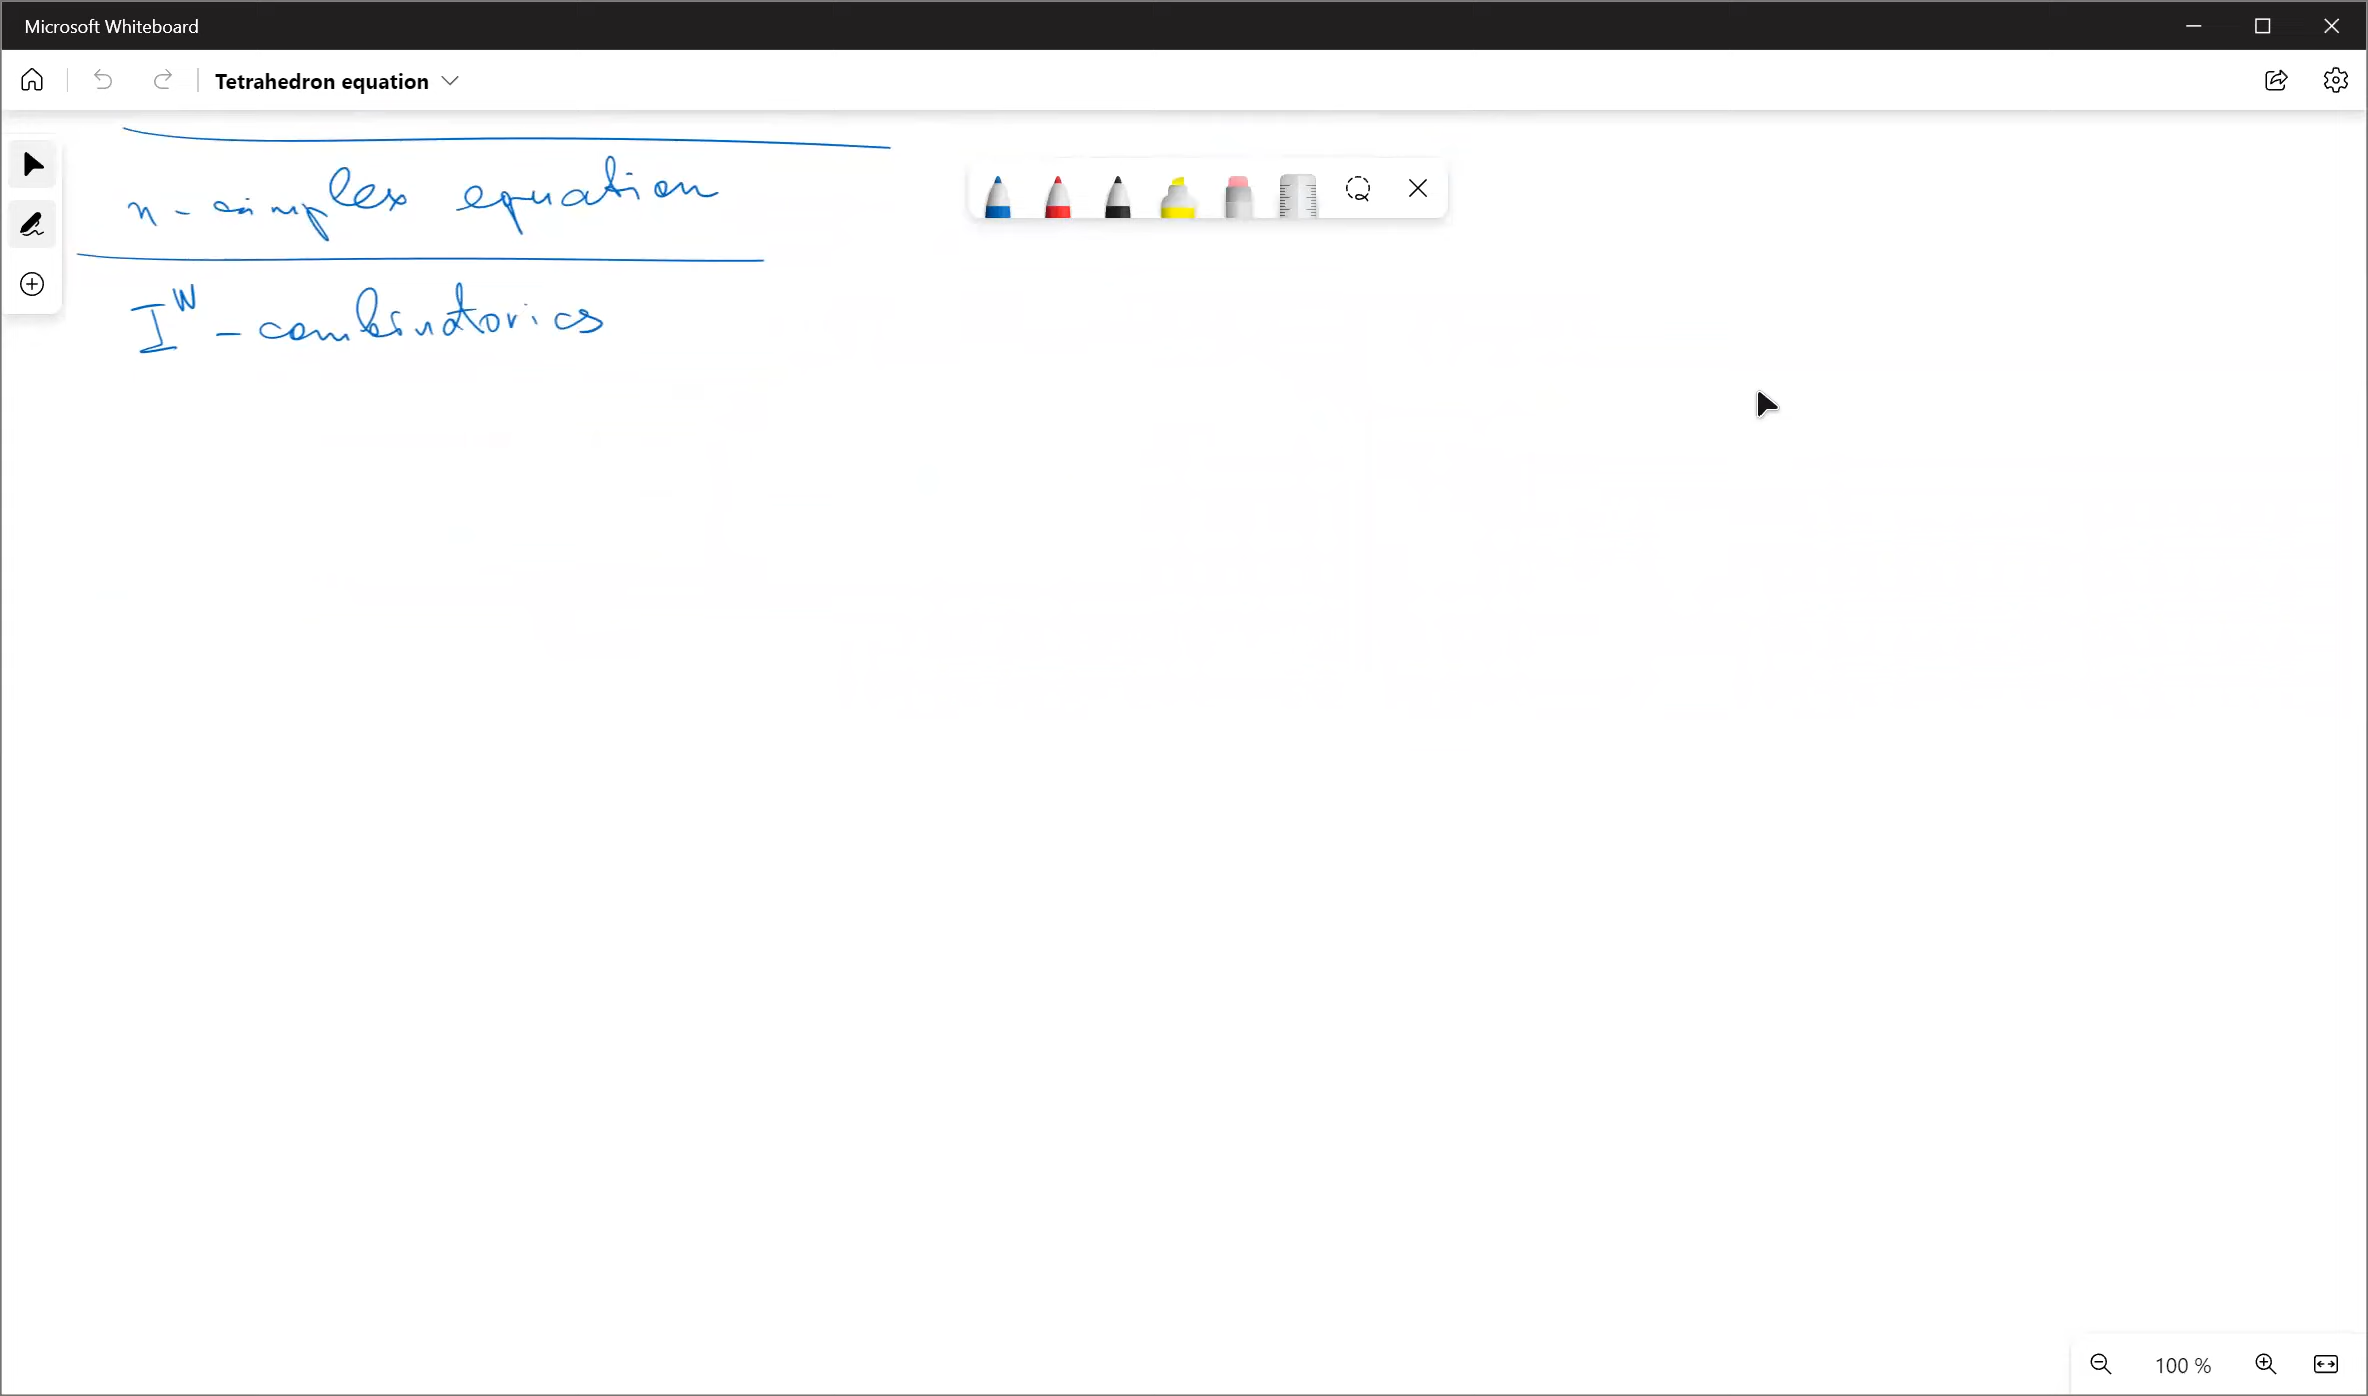 Microsoft Whiteboard
Tetrahedron equation
n - simplex equation
I^N - combinatorics
100 %